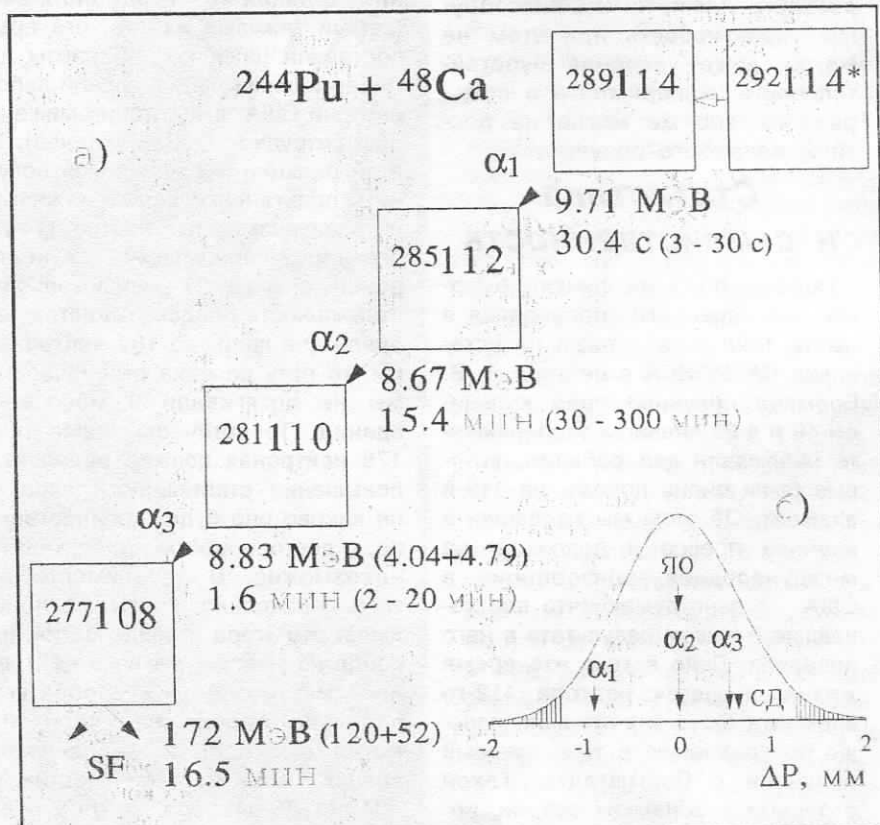 244Pu + 48Ca
289114
292114*
а)
α1
9.71 МэВ
30.4 с (3 - 30 с)
285112
α2
8.67 МэВ
15.4 мин (30 - 300 мин)
281110
α3
8.83 МэВ (4.04+4.79)
1.6 мин (2 - 20 мин)
277108
172 МэВ (120+52)
SF
16.5 мин
ЯО
α1
α2
α3
СД
-2 -1 0 1 2
ΔP, мм